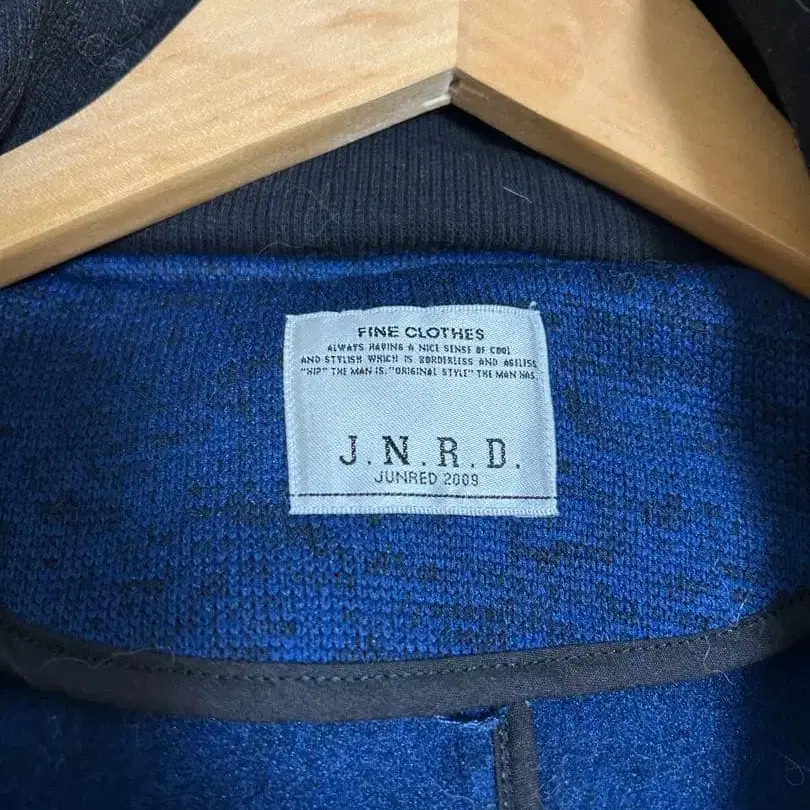 FINE CLOTHES
ALWAYS HAVING A NICE SENSE OF COOL
AND STYLISH WHICH IS BORDERLESS AND AGELESS
"HIP" THE MAN IS. "ORIGINAL STYLE" THE MAN HAS.
J.N.R.D.
JUNRED 2009